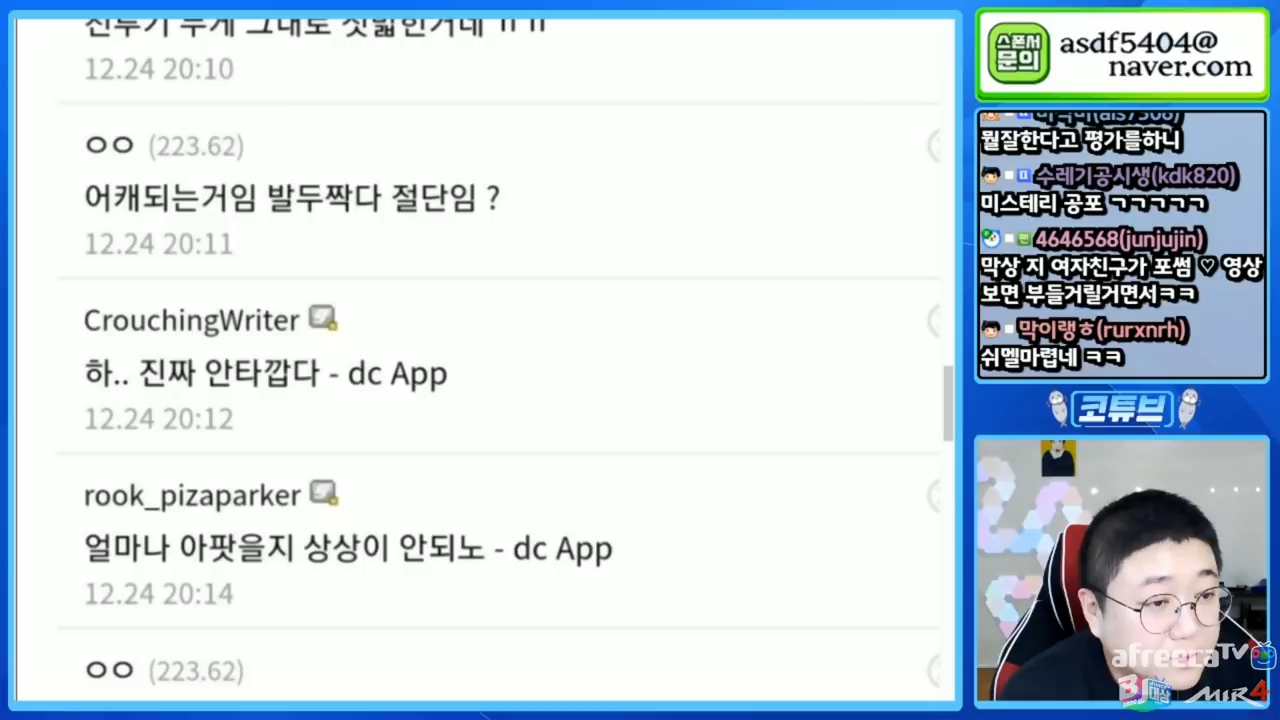 12.24 20:10
ㅇㅇ (223.62)
어캐되는거임 발두짝다 절단임 ?
12.24 20:11
CrouchingWriter
하.. 진짜 안타깝다 - dc App
12.24 20:12
rook_pizaparker
얼마나 아팟을지 상상이 안되노 - dc App
12.24 20:14
ㅇㅇ (223.62)
스폰서
문의
asdf5404@
naver.com
뭘잘한다고 평가를하니
수레기공시생(kdk820)
미스테리 공포 ㄱㄱㄱㄱㄱ
4646568(junjujin)
막상 지 여자친구가 포썸 ♡ 영상
보면 부들거릴거면서ㅋㅋ
막이랭ㅎ(rurxnrh)
쉬멜마렵네 ㅋㅋ
코튜브
afreecaTV
BJ대상
MIR4